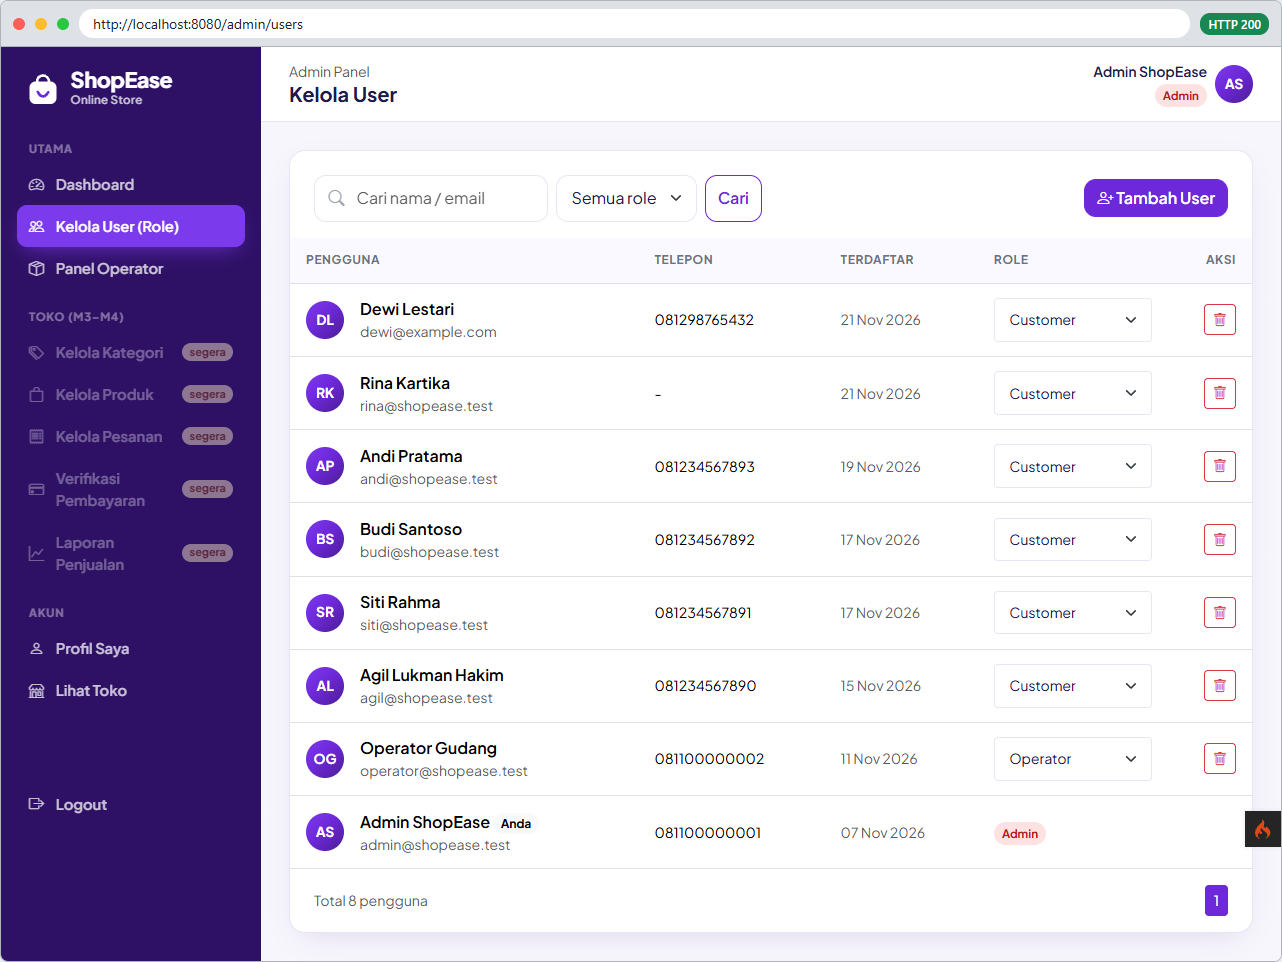 http://localhost:8080/admin/users
HTTP 200
ShopEase
Online Store
UTAMA
Dashboard
Kelola User (Role)
Panel Operator
TOKO (M3–M4)
Kelola Kategori segera
Kelola Produk segera
Kelola Pesanan segera
Verifikasi
Pembayaran
segera
Laporan
Penjualan
segera
AKUN
Profil Saya
Lihat Toko
Logout
Admin Panel
Kelola User
Admin ShopEase
Admin
AS
Cari nama / email
Semua role
Cari
Tambah User
PENGGUNA TELEPON TERDAFTAR ROLE AKSI
DL Dewi Lestari
dewi@example.com
081298765432 21 Nov 2026 Customer
RK Rina Kartika
rina@shopease.test
- 21 Nov 2026 Customer
AP Andi Pratama
andi@shopease.test
081234567893 19 Nov 2026 Customer
BS Budi Santoso
budi@shopease.test
081234567892 17 Nov 2026 Customer
SR Siti Rahma
siti@shopease.test
081234567891 17 Nov 2026 Customer
AL Agil Lukman Hakim
agil@shopease.test
081234567890 15 Nov 2026 Customer
OG Operator Gudang
operator@shopease.test
081100000002 11 Nov 2026 Operator
AS Admin ShopEase Anda
admin@shopease.test
081100000001 07 Nov 2026 Admin
Total 8 pengguna
1